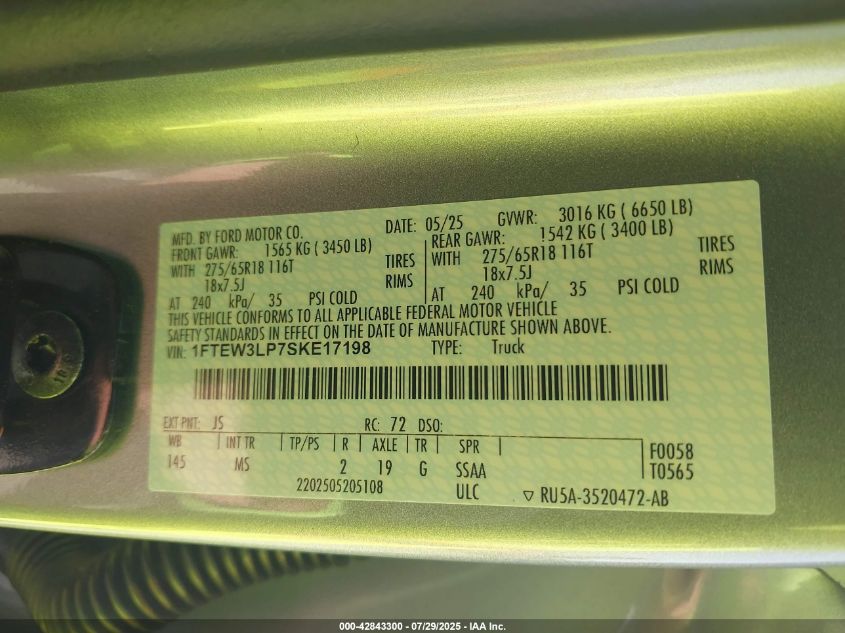 MFD. BY FORD MOTOR CO. DATE: 05/25 GVWR: 3016 KG ( 6650 LB)
FRONT GAWR: 1565 KG ( 3450 LB) REAR GAWR: 1542 KG ( 3400 LB)
WITH 275/65R18 116T TIRES WITH 275/65R18 116T TIRES
18x7.5J RIMS 18x7.5J RIMS
AT 240 kPa/ 35 PSI COLD AT 240 kPa/ 35 PSI COLD
THIS VEHICLE CONFORMS TO ALL APPLICABLE FEDERAL MOTOR VEHICLE
SAFETY STANDARDS IN EFFECT ON THE DATE OF MANUFACTURE SHOWN ABOVE.
VIN: 1FTEW3LP7SKE17198 TYPE: Truck
EXT PNT: JS RC: 72 DSO:
WB INT TR TP/PS R AXLE TR SPR F0058
145 MS 2 19 G SSAA T0565
2202505205108 ULC RU5A-3520472-AB
000-42843300 - 07/29/2025 - IAA Inc.